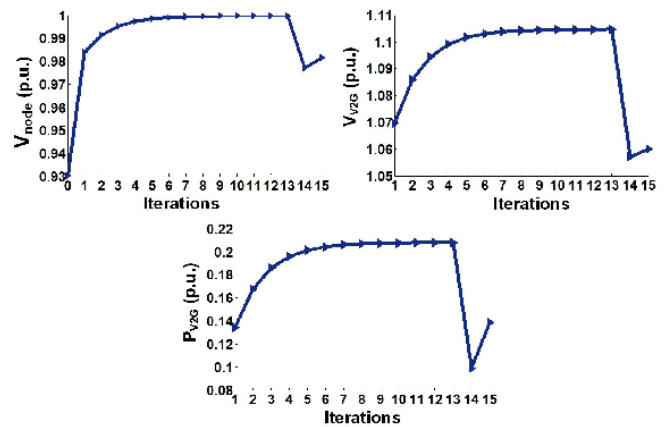 1
0.99
0.98
0.97
0.96
0.95
0.94
0.93
V_node (p.u.)
0 1 2 3 4 5 6 7 8 9 10 11 12 13 14 15
Iterations
1.11
1.10
1.09
1.08
1.07
1.06
1.05
V_V2G (p.u.)
1 2 3 4 5 6 7 8 9 10 11 12 13 14 15
Iterations
0.22
0.2
0.18
0.16
0.14
0.12
0.1
0.08
P_V2G (p.u.)
1 2 3 4 5 6 7 8 9 10 11 12 13 14 15
Iterations